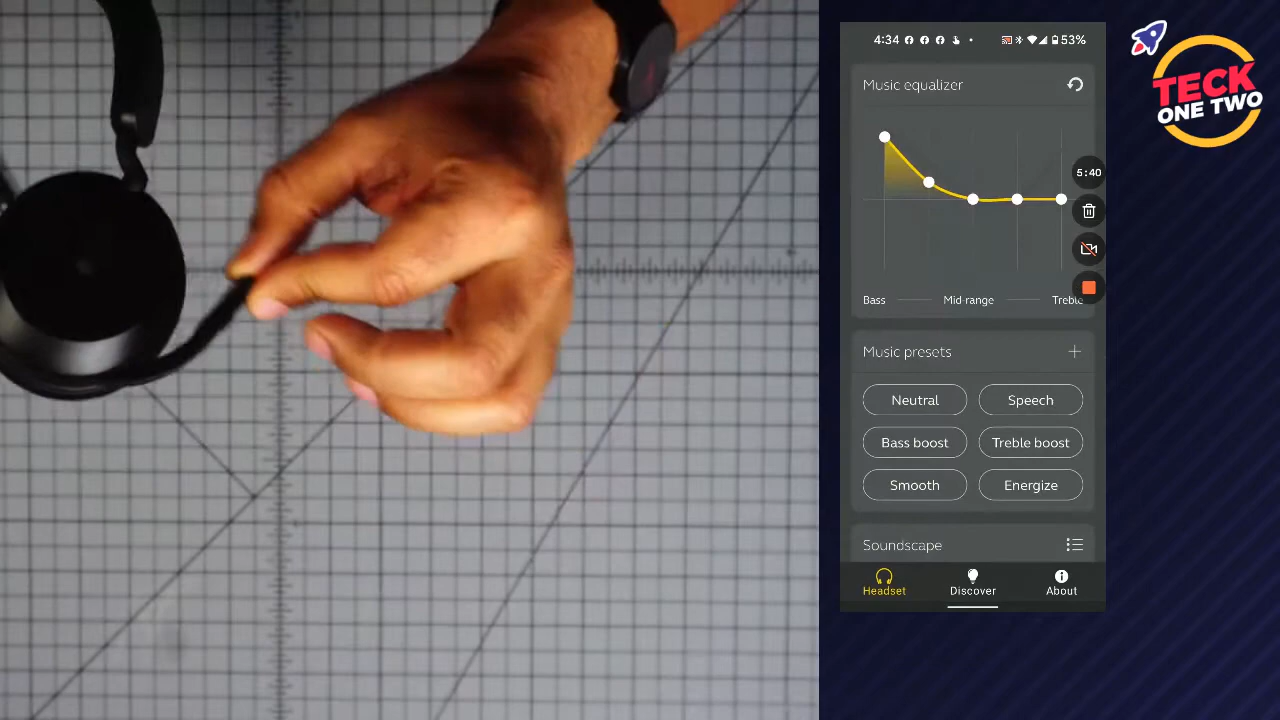 4:34
53%
TECK
ONE TWO
Music equalizer
5:40
Bass
Mid-range
Treble
Music presets
Neutral
Speech
Bass boost
Treble boost
Smooth
Energize
Soundscape
Headset
Discover
About